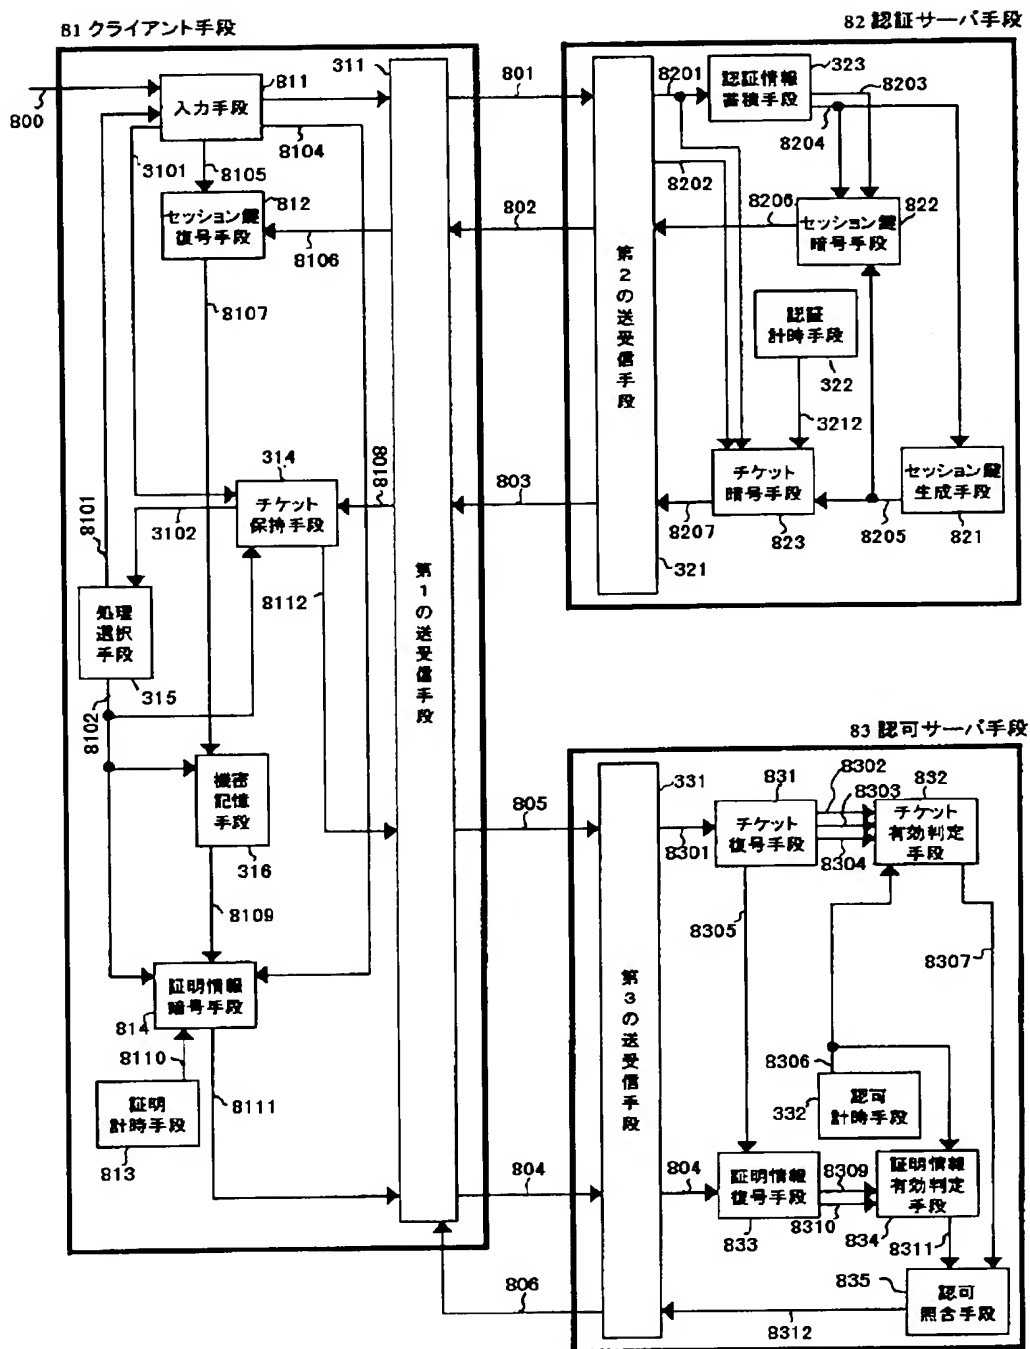 81 クライアント手段
311
811
入力手段
800
3101
8104
8105
812
セッション鍵
復号手段
8106
8107
314
チケット
保持手段
8108
8101
3102
8112
処理
選択
手段
315
8102
機密
記憶
手段
316
8109
証明情報
暗号手段
814
8110
証明
計時手段
813
8111
第1の送受信手段
801
802
803
805
804
806
82 認証サーバ手段
8201
認証情報
蓄積手段
323
8203
8204
8202
8206
セッション鍵
暗号手段
822
認証
計時手段
322
3212
チケット
暗号手段
823
8207
8205
セッション鍵
生成手段
821
321
第2の送受信手段
83 認可サーバ手段
331
831
チケット
復号手段
8301
8302
8303
8304
832
チケット
有効判定
手段
8305
8307
8306
332
認可
計時手段
804
証明情報
復号手段
833
8309
8310
証明情報
有効判定
手段
834
8311
835
認可
照合手段
8312
第3の送受信手段